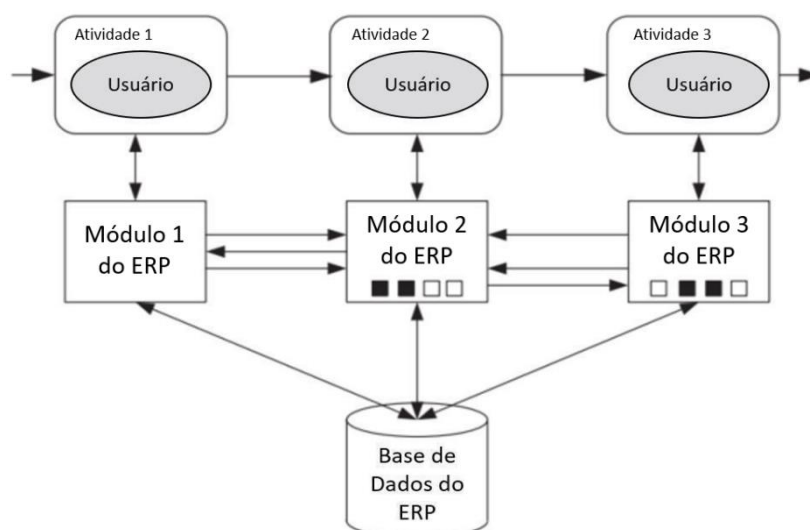 Atividade 1
Usuário
Atividade 2
Usuário
Atividade 3
Usuário
Módulo 1
do ERP
Módulo 2
do ERP
Módulo 3
do ERP
Base de
Dados do
ERP